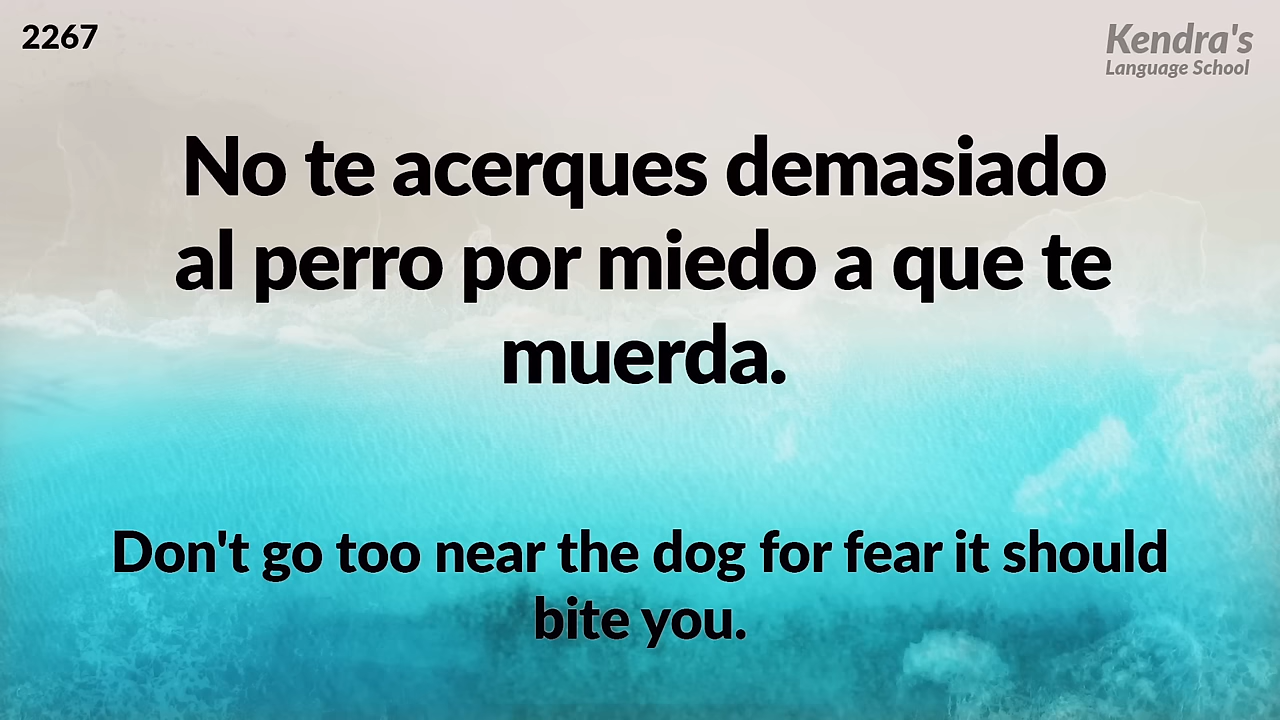 2267
Kendra's
Language School
No te acerques demasiado
al perro por miedo a que te
muerda.
Don't go too near the dog for fear it should
bite you.